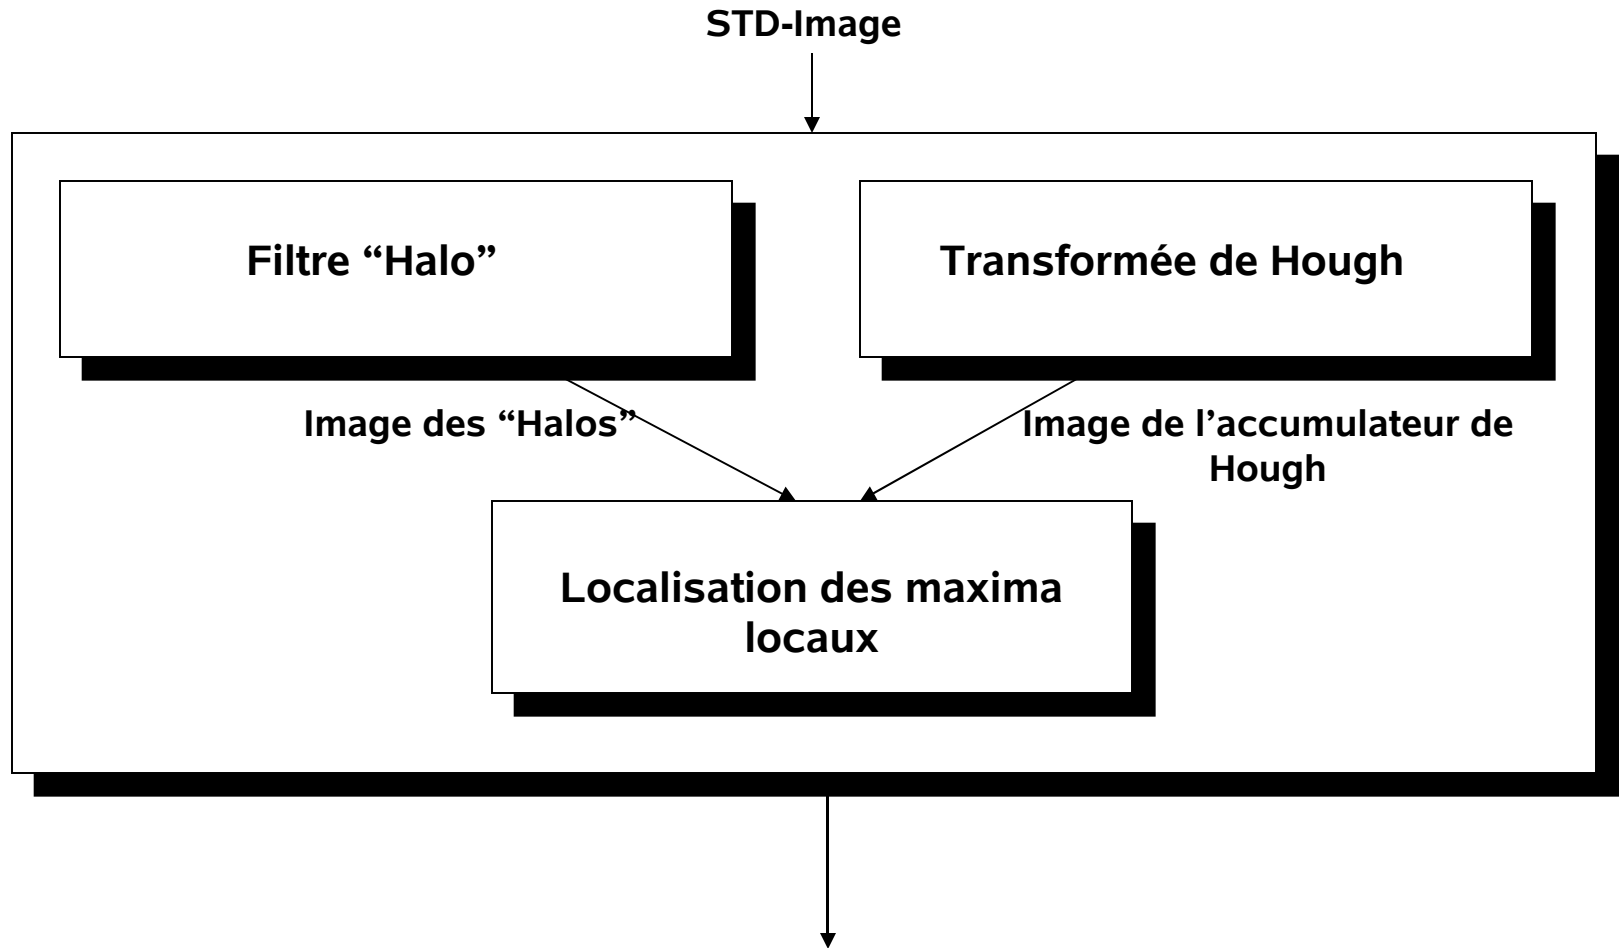 STD-Image
Filtre “Halo”
Transformée de Hough
Image des “Halos”
Image de l’accumulateur de
Hough
Localisation des maxima
locaux